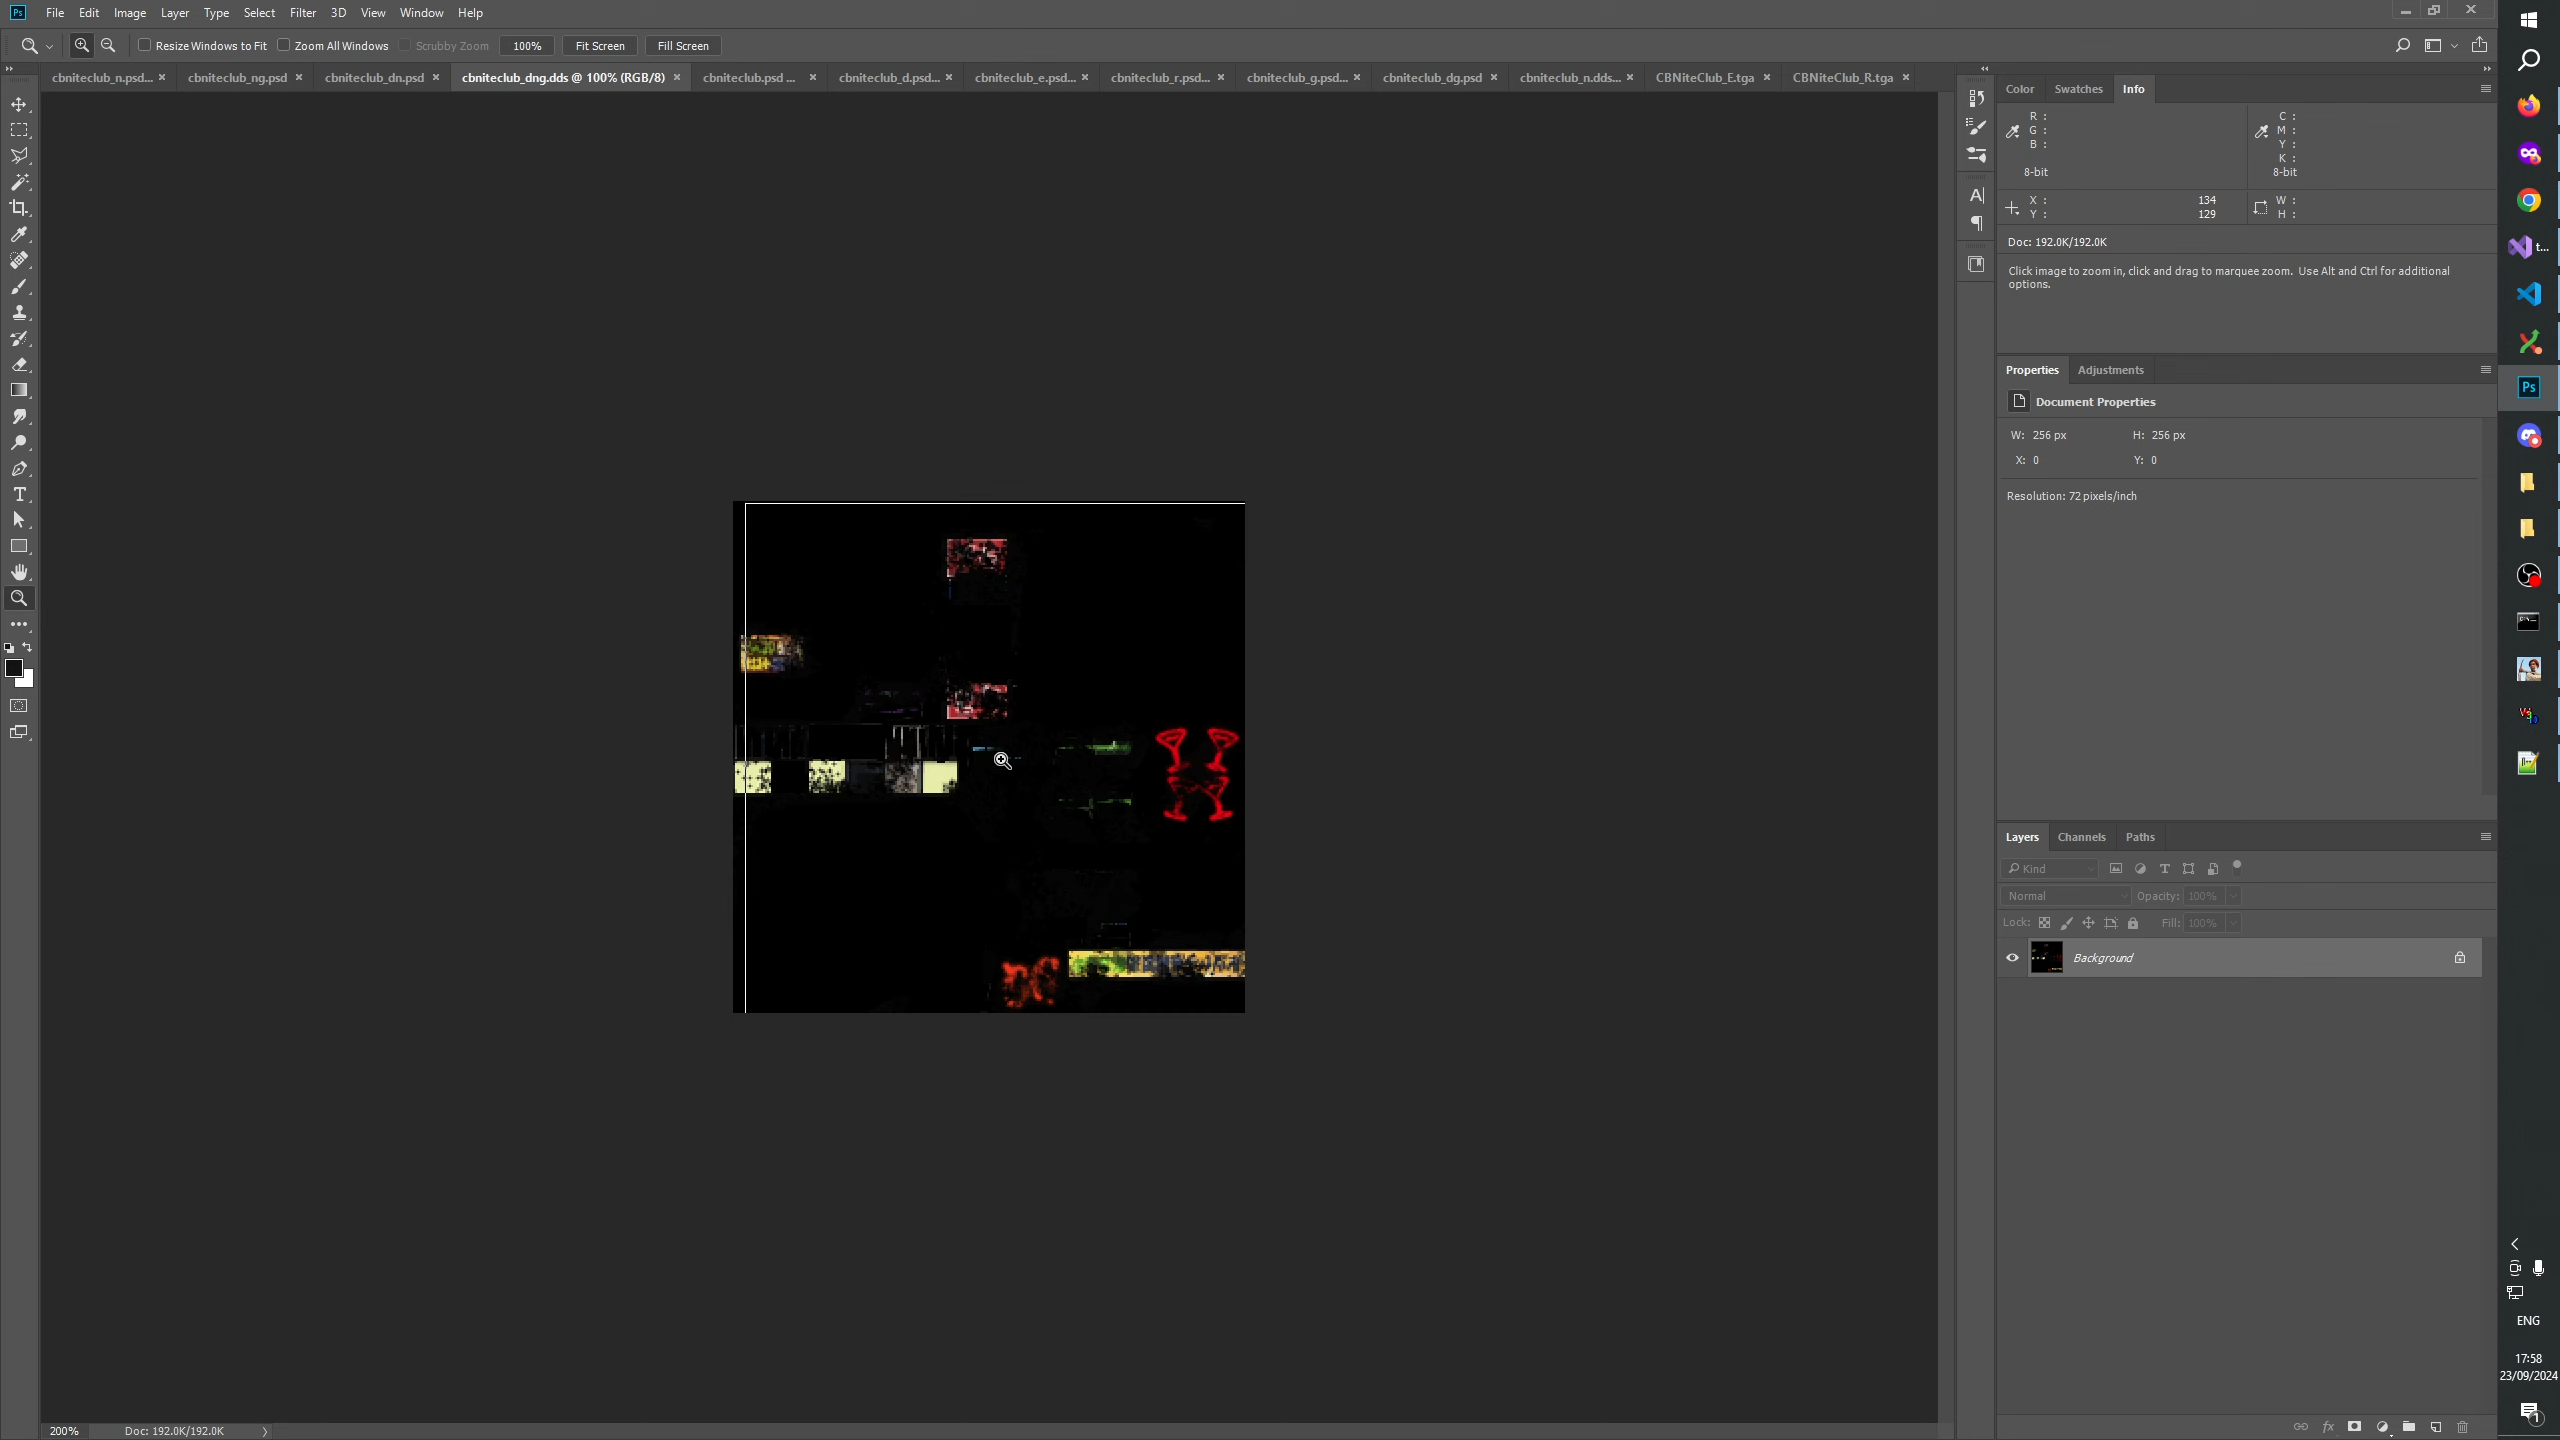 Ps File Edit Image Layer Type Select Filter 3D View Window Help
Resize Windows to Fit Zoom All Windows Scrubby Zoom 100% Fit Screen Fill Screen
cbniteclub_n.psd... × cbniteclub_ng.psd × cbniteclub_dn.psd × cbniteclub_dng.dds @ 100% (RGB/8) × cbniteclub.psd ... × cbniteclub_d.psd... × cbniteclub_e.psd... × cbniteclub_r.psd... × cbniteclub_g.psd... × cbniteclub_dg.psd × cbniteclub_n.dds... × CBNiteClub_E.tga × CBNiteClub_R.tga ×
Color Swatches Info
R : C :
G : M :
B : Y :
K :
8-bit 8-bit
X : 134 W :
Y : 129 H :
Doc: 192.0K/192.0K
Click image to zoom in, click and drag to marquee zoom. Use Alt and Ctrl for additional
options.
Properties Adjustments
Document Properties
W: 256 px H: 256 px
X: 0 Y: 0
Resolution: 72 pixels/inch
Layers Channels Paths
Kind
Normal Opacity: 100%
Lock: Fill: 100%
Background
200% Doc: 192.0K/192.0K
t...
Ps
ENG
17:58
23/09/2024
1